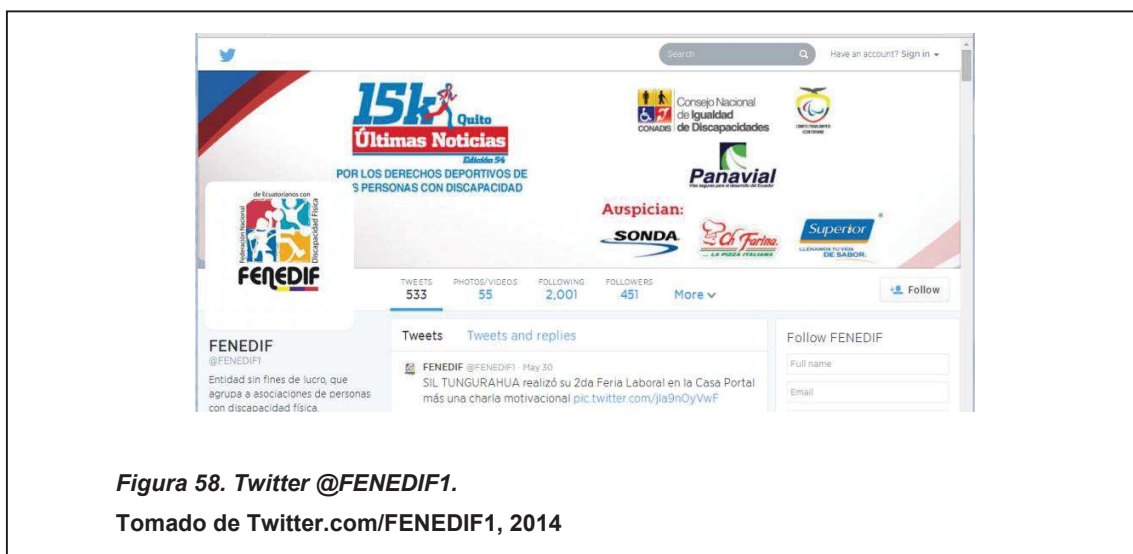 Search
Have an account? Sign in
15k Quito
Últimas Noticias
Edición 54
POR LOS DERECHOS DEPORTIVOS DE
S PERSONAS CON DISCAPACIDAD
CONADIS
Consejo Nacional
de Igualdad
de Discapacidades
Panavial
Auspician:
SONDA
Ch Farina.
... LA PIZZA ITALIANA
Superior
LLENAMOS TU VIDA
DE SABOR.
de Ecuatorianos con
Federación Nacional
Discapacidad Física
FENEDIF
TWEETS
533
PHOTOS/VIDEOS
55
FOLLOWING
2,001
FOLLOWERS
451
More
Follow
FENEDIF
@FENEDIF1
Entidad sin fines de lucro, que
agrupa a asociaciones de personas
con discapacidad física.
Tweets Tweets and replies
FENEDIF @FENEDIF1 · May 30
SIL TUNGURAHUA realizó su 2da Feria Laboral en la Casa Portal
más una charla motivacional pic.twitter.com/jIa9nOyVwF
Follow FENEDIF
Full name
Email
Figura 58. Twitter @FENEDIF1.
Tomado de Twitter.com/FENEDIF1, 2014